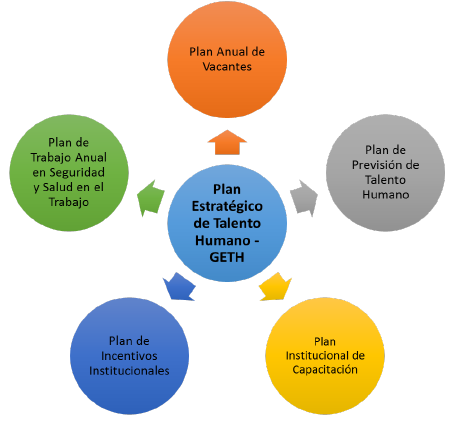 Plan Anual de
Vacantes
Plan de
Trabajo Anual
en Seguridad
y Salud en el
Trabajo
Plan de
Previsión de
Talento
Humano
Plan
Estratégico
de Talento
Humano -
GETH
Plan de
Incentivos
Institucionales
Plan
Institucional de
Capacitación